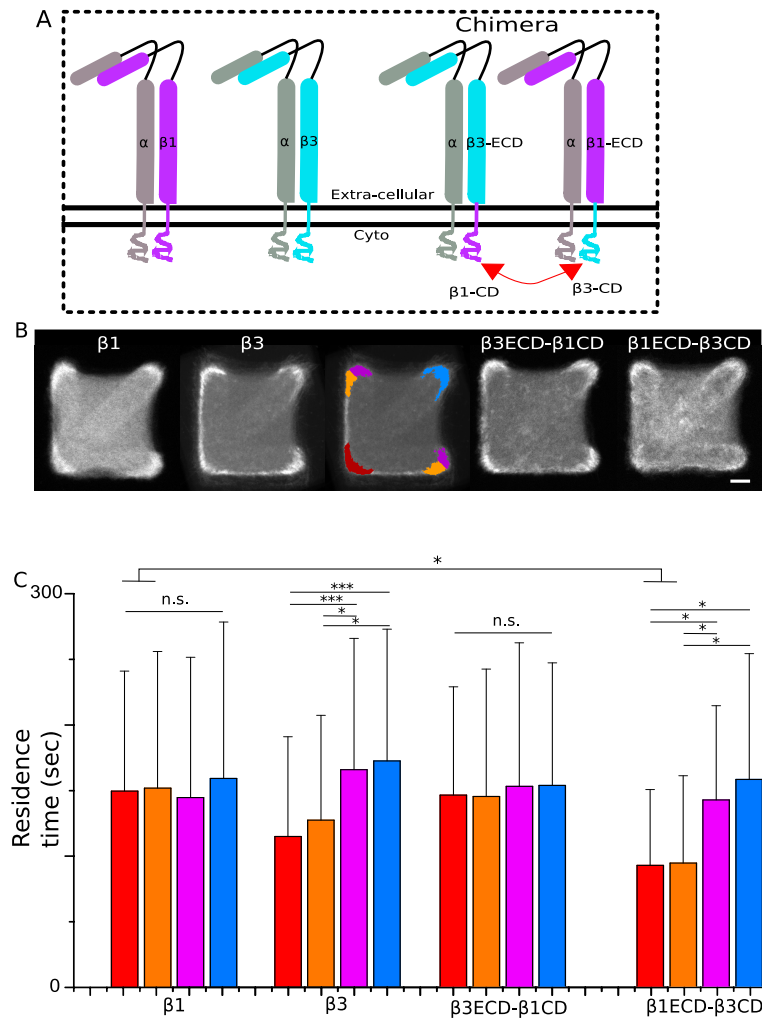 A
Chimera
α
β1
α
β3
α
β3-ECD
α
β1-ECD
Extra-cellular
Cyto
β1-CD
β3-CD
B
β1
β3
β3ECD-β1CD
β1ECD-β3CD
C
*
300
n.s.
***
***
*
*
n.s.
*
*
*
*
Residence
time (sec)
0
β1
β3
β3ECD-β1CD
β1ECD-β3CD